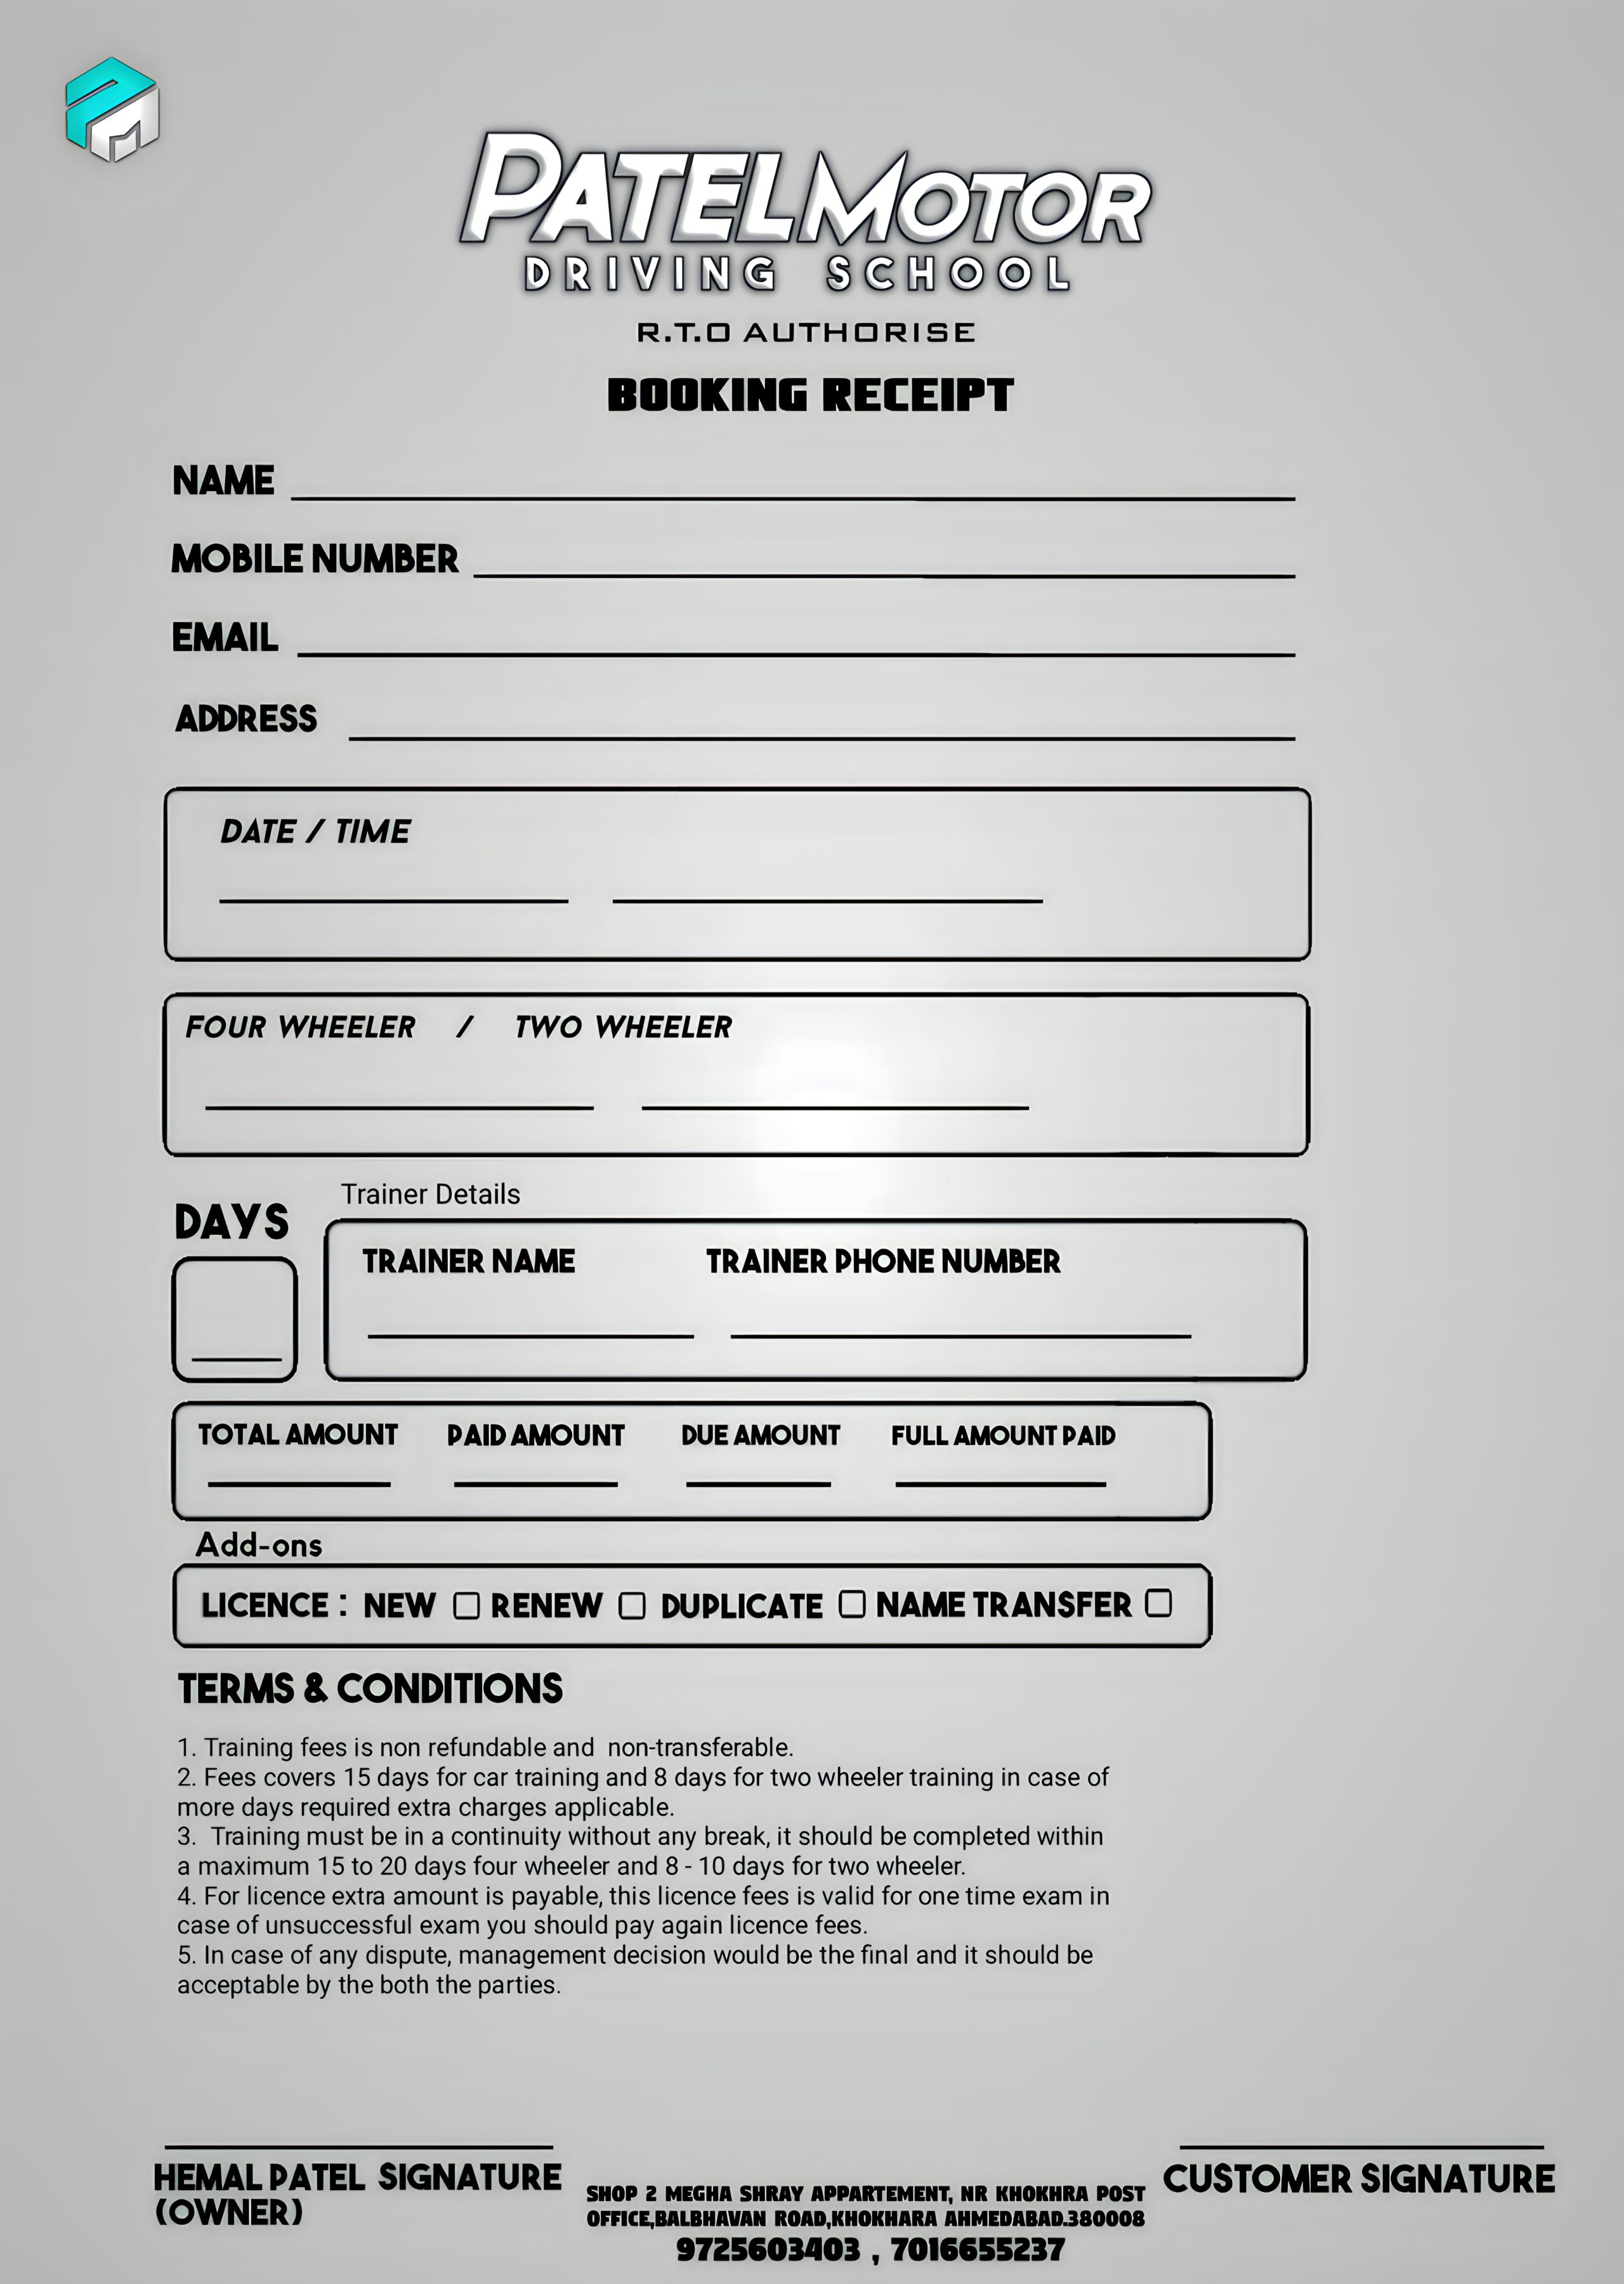 PATEL MOTOR
DRIVING SCHOOL
R.T.O AUTHORISE
BOOKING RECEIPT
NAME
MOBILE NUMBER
EMAIL
ADDRESS
DATE / TIME
FOUR WHEELER / TWO WHEELER
Trainer Details
DAYS
TRAINER NAME TRAINER PHONE NUMBER
TOTAL AMOUNT PAID AMOUNT DUE AMOUNT FULL AMOUNT PAID
Add-ons
LICENCE : NEW RENEW DUPLICATE NAME TRANSFER
TERMS & CONDITIONS
1. Training fees is non refundable and non-transferable.
2. Fees covers 15 days for car training and 8 days for two wheeler training in case of
more days required extra charges applicable.
3. Training must be in a continuity without any break, it should be completed within
a maximum 15 to 20 days four wheeler and 8 - 10 days for two wheeler.
4. For licence extra amount is payable, this licence fees is valid for one time exam in
case of unsuccessful exam you should pay again licence fees.
5. In case of any dispute, management decision would be the final and it should be
acceptable by the both the parties.
HEMAL PATEL SIGNATURE
(OWNER)
SHOP 2 MEGHA SHRAY APPARTEMENT, NR KHOKHRA POST
OFFICE,BALBHAVAN ROAD,KHOKHARA AHMEDABAD.380008
9725603403 , 7016655237
CUSTOMER SIGNATURE